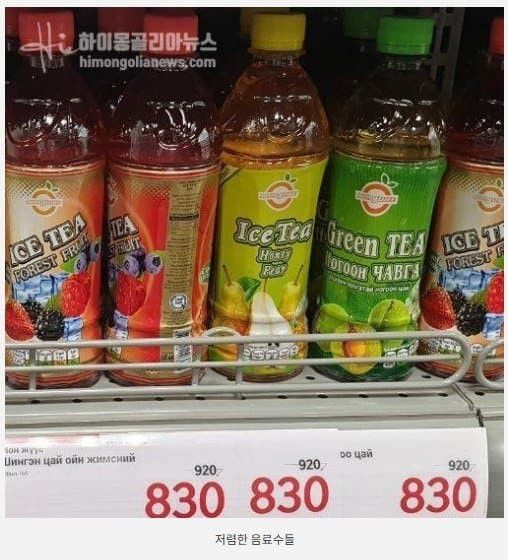 Hi 하이몽골리아뉴스
himongolianews.com
ICE TEA
FOREST FRUIT
TEA
FRUIT
Ice Tea
Honey
Pear
Green TEA
НОГООН ЧАВГА
ICE TEA
FOREST FRUIT
Шингэн цай ойн жимсний
920
830
920
830
цай
920
830
저렴한 음료수들